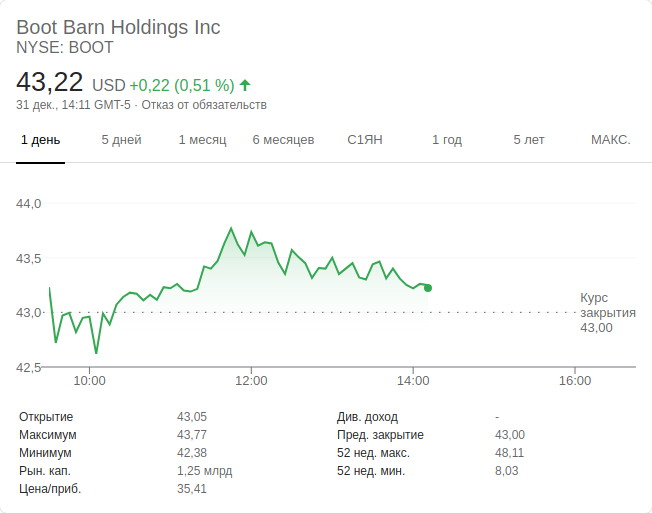 Boot Barn Holdings Inc
NYSE: BOOT
43,22 USD +0,22 (0,51 %)
31 дек., 14:11 GMT-5 · Отказ от обязательств
1 день 5 дней 1 месяц 6 месяцев С1ЯН 1 год 5 лет МАКС.
44,0
43,5
43,0
42,5
Курс
закрытия
43,00
10:00 12:00 14:00 16:00
Открытие 43,05 Див. доход -
Максимум 43,77 Пред. закрытие 43,00
Минимум 42,38 52 нед. макс. 48,11
Рын. кап. 1,25 млрд 52 нед. мин. 8,03
Цена/приб. 35,41